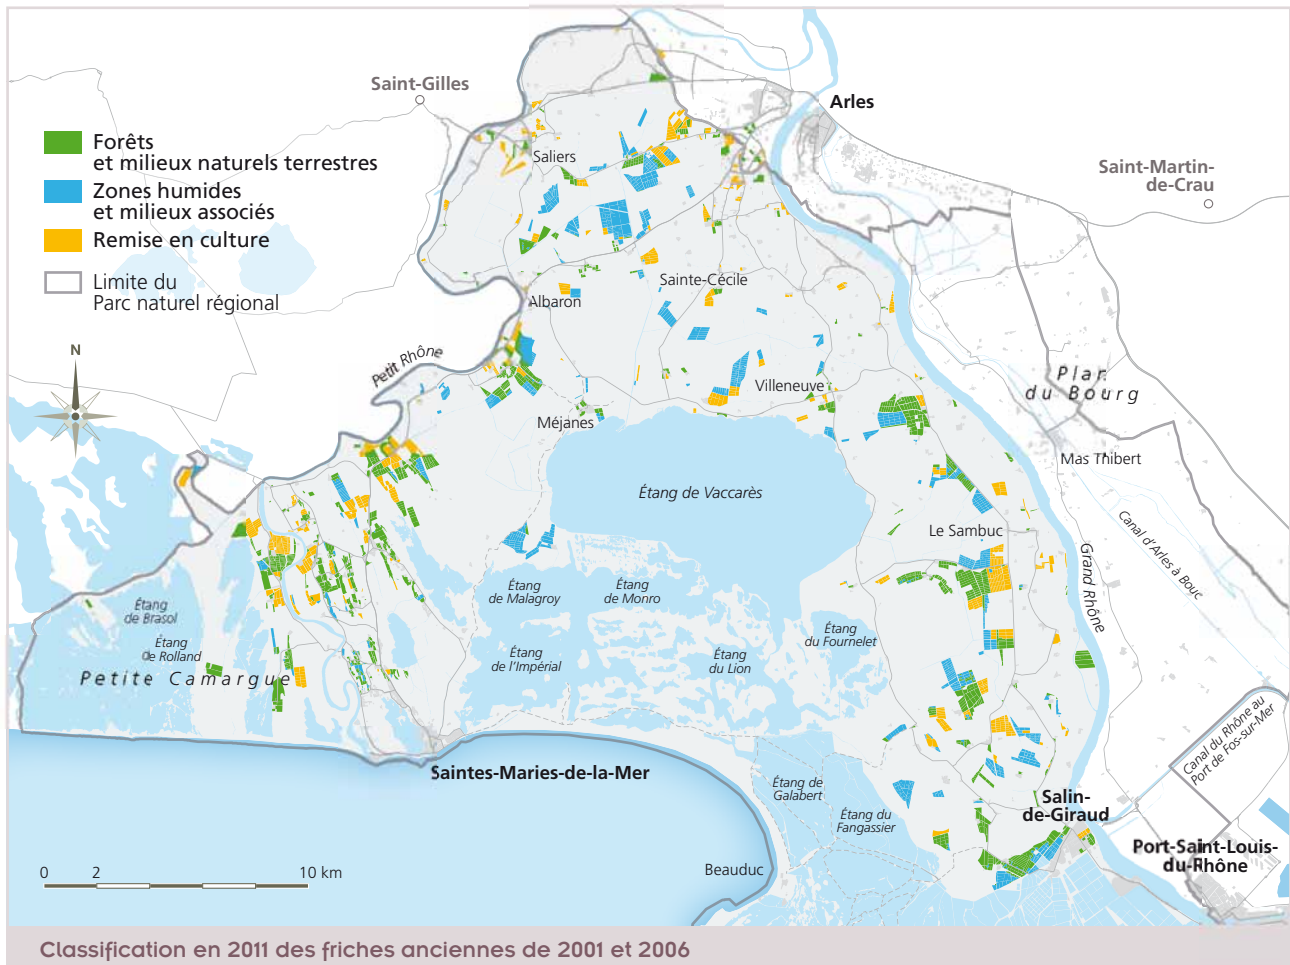 Saint-Gilles
Arles
Forêts
et milieux naturels terrestres
Zones humides
et milieux associés
Remise en culture
Limite du
Parc naturel régional
Saliers
Saint-Martin-
de-Crau
Sainte-Cécile
Albaron
N
Petit Rhône
Villeneuve
Plan
du Bourg
Méjanes
Mas Thibert
Étang de Vaccarès
Le Sambuc
Canal d'Arles à Bouc
Grand Rhône
Étang
de Malagroy
Étang
de Monro
Étang
de Brasol
Étang
de Rolland
Étang
du Fournelet
Étang
de l'Impérial
Étang
du Lion
Petite Camargue
Canal du Rhône au
Port de Fos-sur-Mer
Saintes-Maries-de-la-Mer
Étang de
Galabert
Étang du
Fangassier
Salin-
de-Giraud
Port-Saint-Louis-
du-Rhône
Beauduc
0 2 10 km
Classification en 2011 des friches anciennes de 2001 et 2006